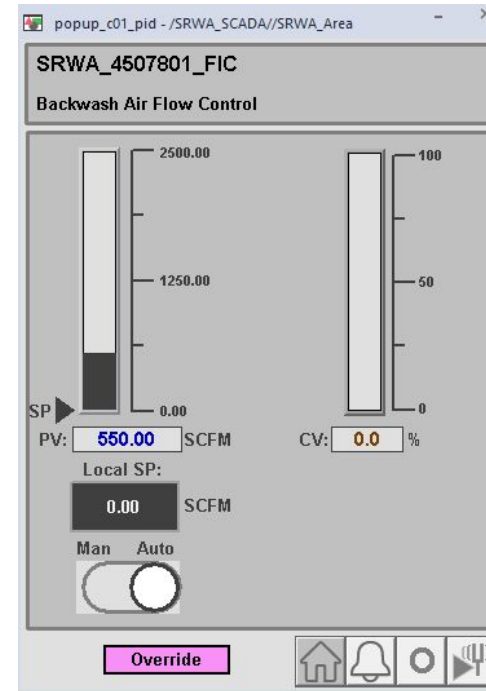 popup_c01_pid - /SRWA_SCADA//SRWA_Area
SRWA_4507801_FIC
Backwash Air Flow Control
2500.00
100
1250.00
50
SP
0.00
0
PV: 550.00 SCFM
CV: 0.0 %
Local SP:
0.00 SCFM
Man Auto
Override